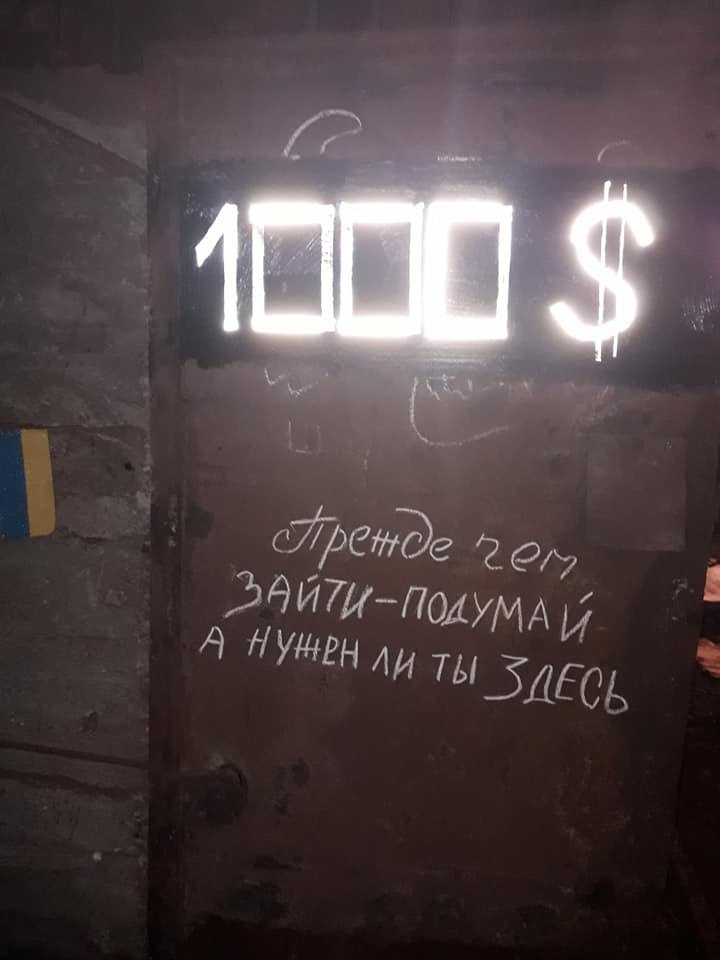 1000 $
Прежде чем
ЗАЙТИ-ПОДУМАЙ
А НУЖЕН ЛИ ТЫ ЗДЕСЬ